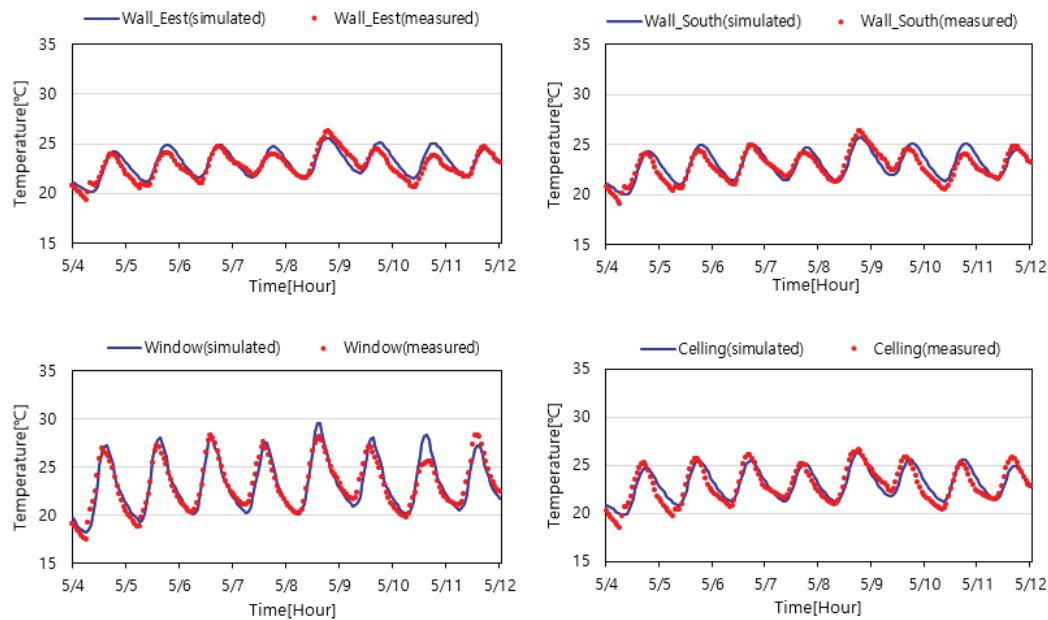 Wall_Eest(simulated) Wall_Eest(measured)
35
30
25
20
15
Temperature[℃]
5/4 5/5 5/6 5/7 5/8 5/9 5/10 5/11 5/12
Time[Hour]
Wall_South(simulated) Wall_South(measured)
35
30
25
20
15
Temperature[℃]
5/4 5/5 5/6 5/7 5/8 5/9 5/10 5/11 5/12
Time[Hour]
Window(simulated) Window(measured)
35
30
25
20
15
Temperature[℃]
5/4 5/5 5/6 5/7 5/8 5/9 5/10 5/11 5/12
Time[Hour]
Celling(simulated) Celling(measured)
35
30
25
20
15
Temperature[℃]
5/4 5/5 5/6 5/7 5/8 5/9 5/10 5/11 5/12
Time[Hour]